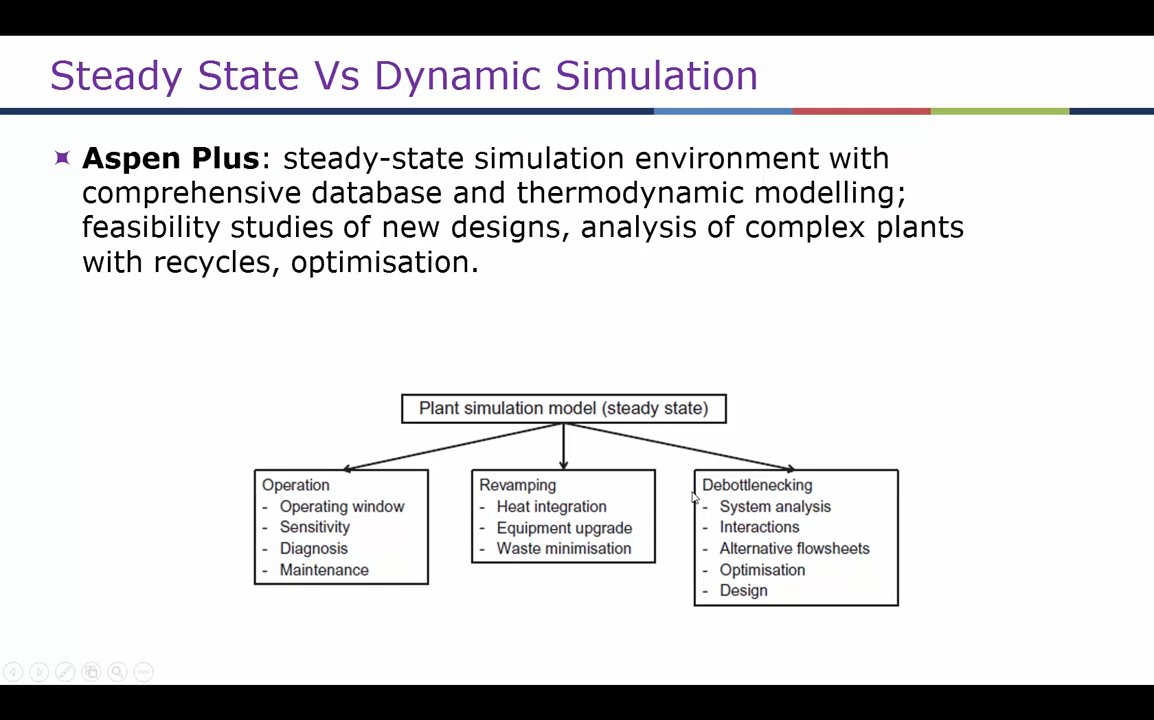 Steady State Vs Dynamic Simulation
Aspen Plus: steady-state simulation environment with
comprehensive database and thermodynamic modelling;
feasibility studies of new designs, analysis of complex plants
with recycles, optimisation.
Plant simulation model (steady state)
Operation
- Operating window
- Sensitivity
- Diagnosis
- Maintenance
Revamping
- Heat integration
- Equipment upgrade
- Waste minimisation
Debottlenecking
- System analysis
- Interactions
- Alternative flowsheets
- Optimisation
- Design